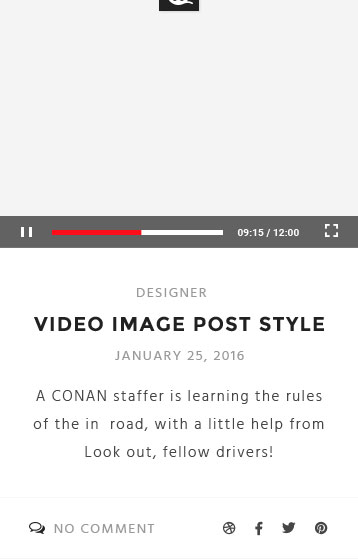 09:15 / 12:00
DESIGNER
VIDEO IMAGE POST STYLE
JANUARY 25, 2016
A CONAN staffer is learning the rules
of the in road, with a little help from
Look out, fellow drivers!
NO COMMENT